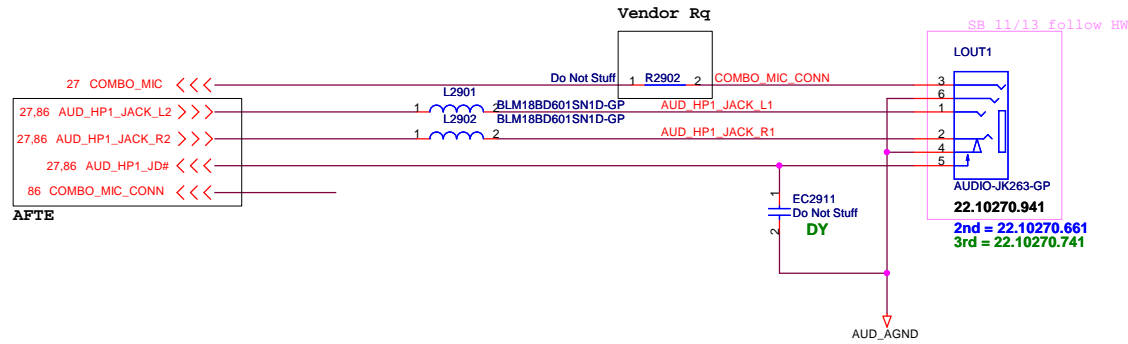 Vendor Rq
SB 11/13 follow HW
LOUT1
27 COMBO_MIC
Do Not Stuff
1 R2902 2
COMBO_MIC_CONN
3
6
L2901
27,86 AUD_HP1_JACK_L2
1 2
BLM18BD601SN1D-GP
AUD_HP1_JACK_L1
1
L2902
BLM18BD601SN1D-GP
27,86 AUD_HP1_JACK_R2
1 2
AUD_HP1_JACK_R1
2
4
27,86 AUD_HP1_JD#
5
86 COMBO_MIC_CONN
AFTE
1
EC2911
Do Not Stuff
DY
2
AUDIO-JK263-GP
22.10270.941
2nd = 22.10270.661
3rd = 22.10270.741
AUD_AGND